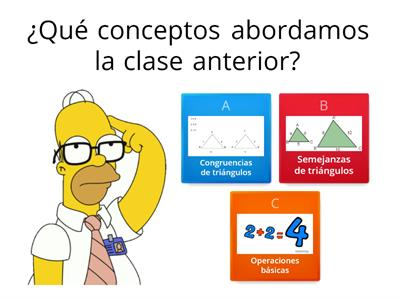 ¿Qué conceptos abordamos
la clase anterior?
A
Congruencias
de triángulos
B
Semejanzas
de triángulos
C
2+2=4
Operaciones
básicas